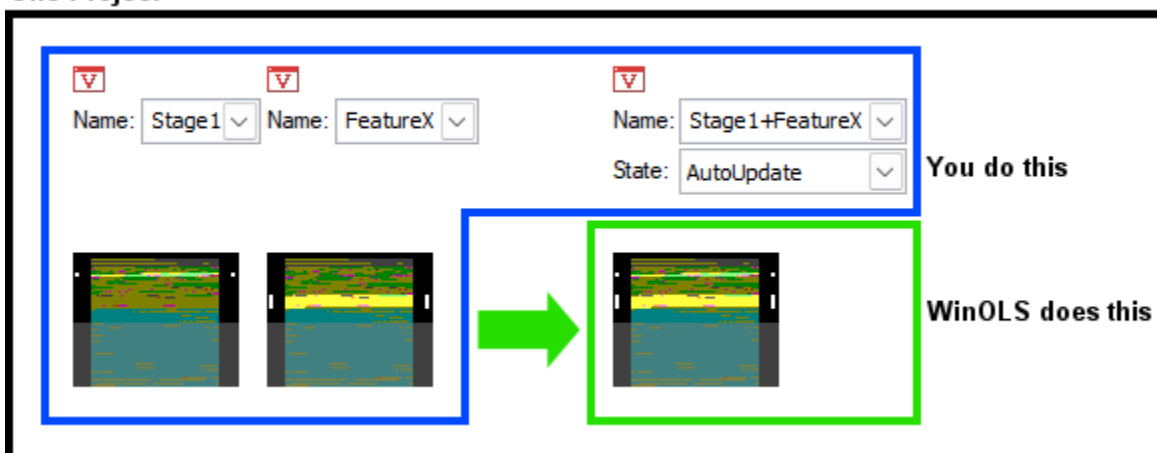 Name: Stage1 Name: FeatureX Name: Stage1+FeatureX
State: AutoUpdate
You do this
WinOLS does this